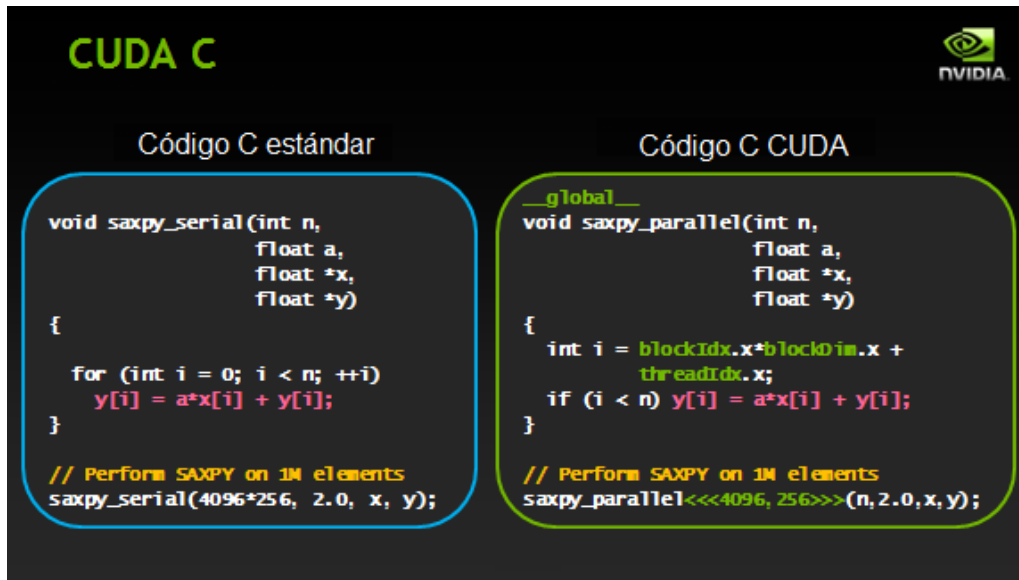 CUDA C
NVIDIA.
Código C estándar
void saxpy_serial(int n,
float a,
float *x,
float *y)
{
for (int i = 0; i < n; ++i)
y[i] = a*x[i] + y[i];
}
// Perform SAXPY on 1M elements
saxpy_serial(4096*256, 2.0, x, y);
Código C CUDA
__global__
void saxpy_parallel(int n,
float a,
float *x,
float *y)
{
int i = blockIdx.x*blockDim.x +
threadIdx.x;
if (i < n) y[i] = a*x[i] + y[i];
}
// Perform SAXPY on 1M elements
saxpy_parallel<<<4096,256>>>(n,2.0,x,y);